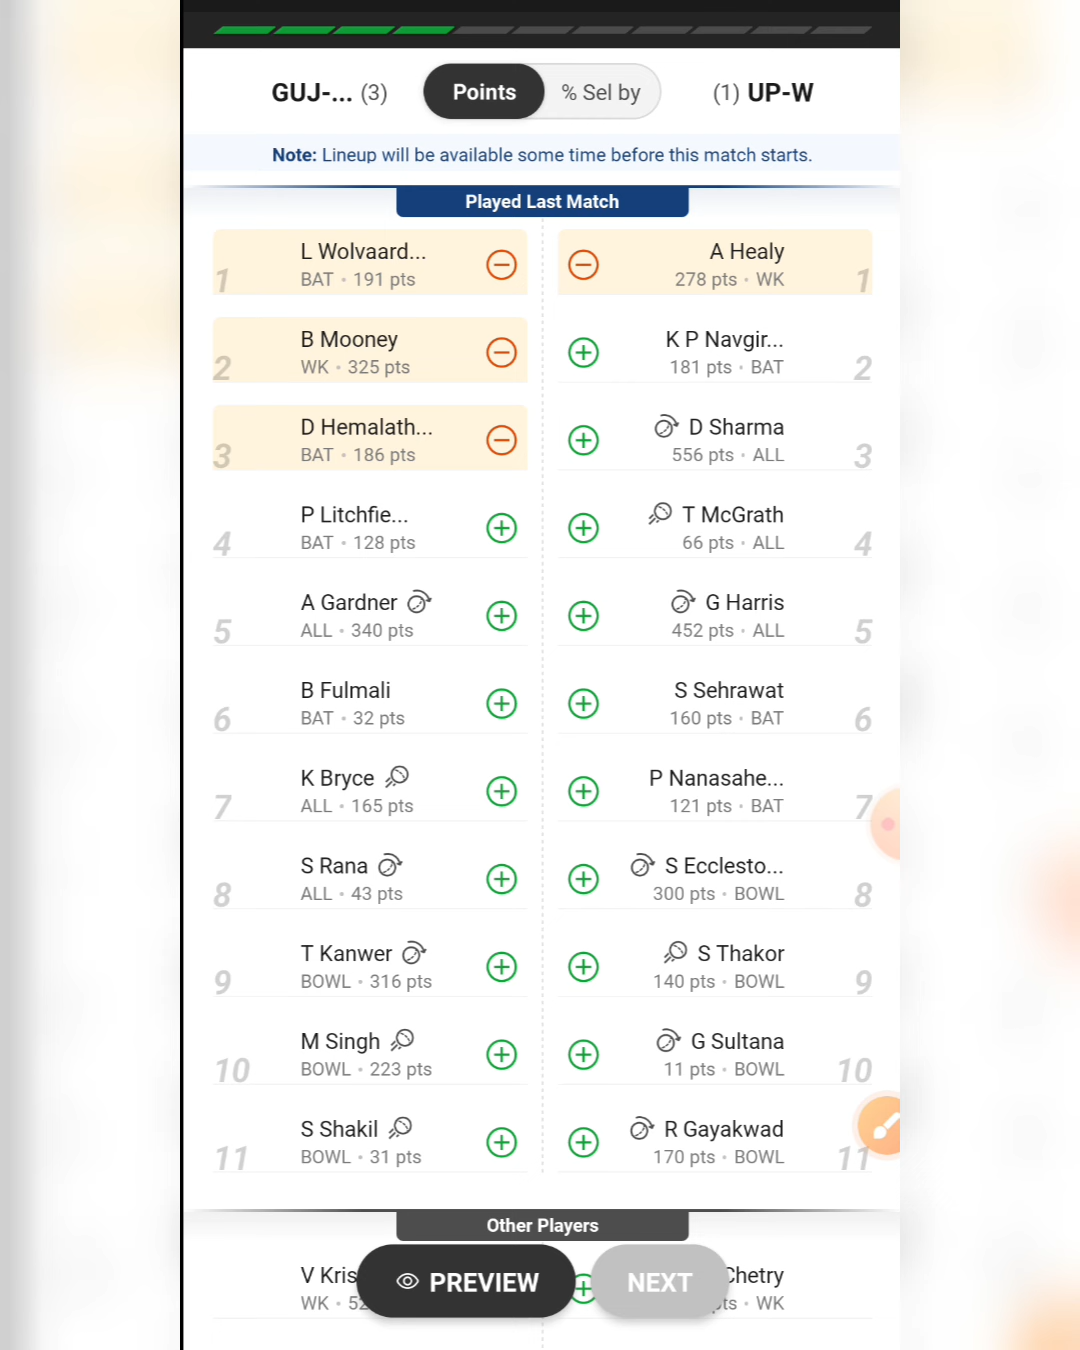 GUJ-... (3) Points % Sel by (1) UP-W
Note: Lineup will be available some time before this match starts.
Played Last Match
1 L Wolvaard...
BAT • 191 pts
A Healy
278 pts • WK 1
2 B Mooney
WK • 325 pts
K P Navgir...
181 pts • BAT 2
3 D Hemalath...
BAT • 186 pts
D Sharma
556 pts • ALL 3
4 P Litchfie...
BAT • 128 pts
T McGrath
66 pts • ALL 4
5 A Gardner
ALL • 340 pts
G Harris
452 pts • ALL 5
6 B Fulmali
BAT • 32 pts
S Sehrawat
160 pts • BAT 6
7 K Bryce
ALL • 165 pts
P Nanasahe...
121 pts • BAT 7
8 S Rana
ALL • 43 pts
S Ecclesto...
300 pts • BOWL 8
9 T Kanwer
BOWL • 316 pts
S Thakor
140 pts • BOWL 9
10 M Singh
BOWL • 223 pts
G Sultana
11 pts • BOWL 10
11 S Shakil
BOWL • 31 pts
R Gayakwad
170 pts • BOWL 11
Other Players
V Kris
WK • 52
PREVIEW
NEXT
Chetry
pts • WK